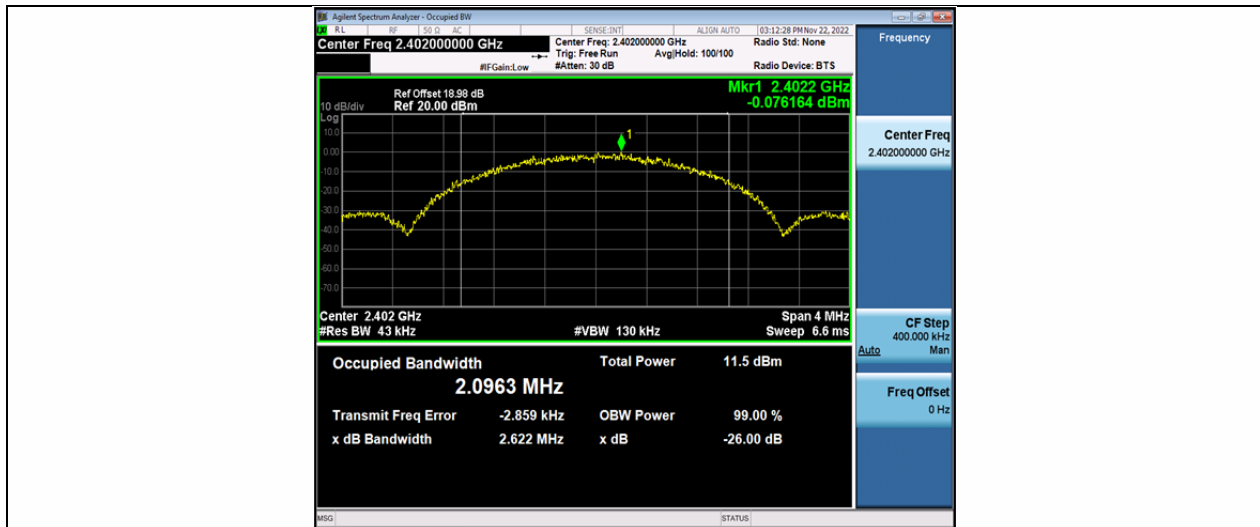 Agilent Spectrum Analyzer - Occupied BW
RL RF 50 Ω AC SENSE:INT ALIGN AUTO 03:12:28 PM Nov 22, 2022
Center Freq 2.402000000 GHz
Center Freq: 2.402000000 GHz Radio Std: None
Trig: Free Run Avg|Hold: 100/100
#IFGain:Low #Atten: 30 dB Radio Device: BTS
Frequency
Ref Offset 18.98 dB
10 dB/div Ref 20.00 dBm
Mkr1 2.4022 GHz
-0.076164 dBm
Log
10.0
0.00
-10.0
-20.0
-30.0
-40.0
-50.0
-60.0
-70.0
1
Center 2.402 GHz Span 4 MHz
#Res BW 43 kHz #VBW 130 kHz Sweep 6.6 ms
Center Freq
2.402000000 GHz
CF Step
400.000 kHz
Auto Man
Freq Offset
0 Hz
Occupied Bandwidth Total Power 11.5 dBm
2.0963 MHz
Transmit Freq Error -2.859 kHz OBW Power 99.00 %
x dB Bandwidth 2.622 MHz x dB -26.00 dB
MSG STATUS